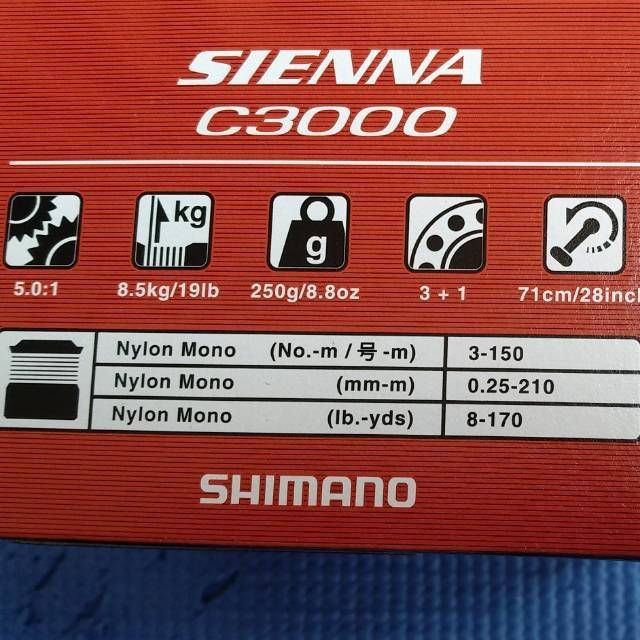 SIENNA
C3000
kg
g
5.0:1 8.5kg/19lb 250g/8.8oz 3 + 1 71cm/28inch
Nylon Mono (No.-m / 号 -m) 3-150
Nylon Mono (mm-m) 0.25-210
Nylon Mono (lb.-yds) 8-170
SHIMANO